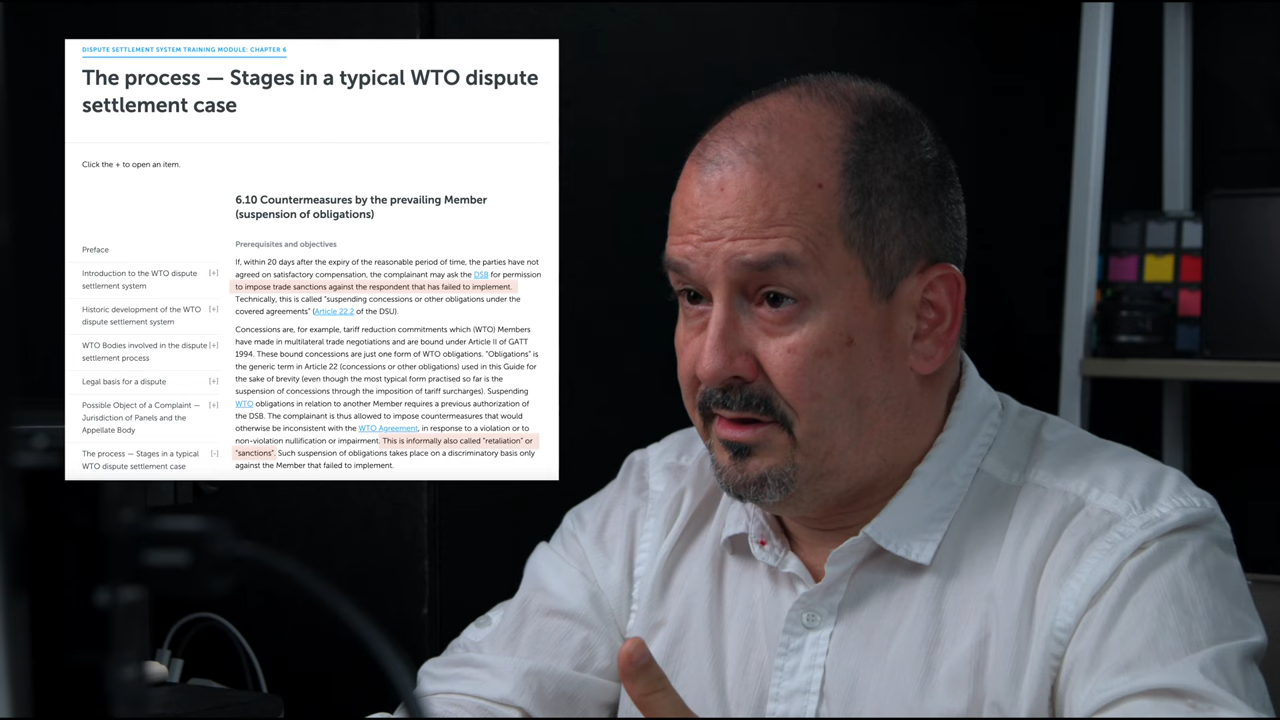 DISPUTE SETTLEMENT SYSTEM TRAINING MODULE: CHAPTER 6
The process — Stages in a typical WTO dispute
settlement case
Click the + to open an item.
Preface
Introduction to the WTO dispute [+]
settlement system
Historic development of the WTO [+]
dispute settlement system
WTO Bodies involved in the dispute [+]
settlement process
Legal basis for a dispute [+]
Possible Object of a Complaint — [+]
Jurisdiction of Panels and the
Appellate Body
The process — Stages in a typical [-]
WTO dispute settlement case
6.10 Countermeasures by the prevailing Member
(suspension of obligations)
Prerequisites and objectives
If, within 20 days after the expiry of the reasonable period of time, the parties have not
agreed on satisfactory compensation, the complainant may ask the DSB for permission
to impose trade sanctions against the respondent that has failed to implement.
Technically, this is called "suspending concessions or other obligations under the
covered agreements" (Article 22.2 of the DSU).
Concessions are, for example, tariff reduction commitments which (WTO) Members
have made in multilateral trade negotiations and are bound under Article II of GATT
1994. These bound concessions are just one form of WTO obligations. "Obligations" is
the generic term in Article 22 (concessions or other obligations) used in this Guide for
the sake of brevity (even though the most typical form practised so far is the
suspension of concessions through the imposition of tariff surcharges). Suspending
WTO obligations in relation to another Member requires a previous authorization of
the DSB. The complainant is thus allowed to impose countermeasures that would
otherwise be inconsistent with the WTO Agreement, in response to a violation or to
non-violation nullification or impairment. This is informally also called "retaliation" or
"sanctions". Such suspension of obligations takes place on a discriminatory basis only
against the Member that failed to implement.